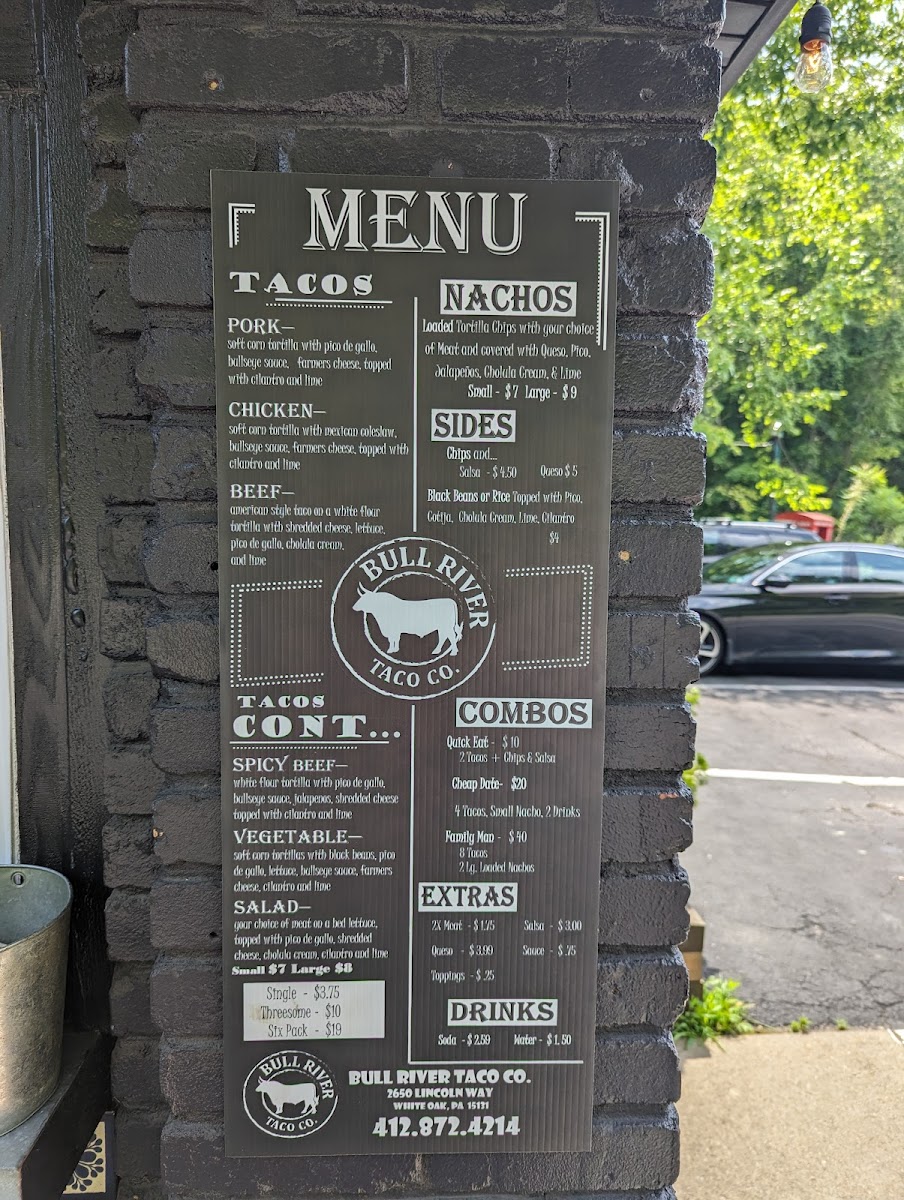 MENU
TACOS
PORK—
soft corn tortilla with pico de gallo,
bullseye sauce, farmers cheese, topped
with cilantro and lime
CHICKEN—
soft corn tortilla with mexican coleslaw,
bullseye sauce, farmers cheese, topped with
cilantro and lime
BEEF—
american style taco on a white flour
tortilla with shredded cheese, lettuce,
pico de gallo, cholula cream,
and lime
NACHOS
Loaded Tortilla Chips with your choice
of Meat and covered with Queso, Pico,
Jalapeños, Cholula Cream, & Lime
Small - $7 Large - $9
SIDES
Chips and...
Salsa - $4.50 Queso $5
Black Beans or Rice Topped with Pico,
Cotija, Cholula Cream, Lime, Cilantro
$4
BULL RIVER
TACO CO.
TACOS
CONT...
SPICY BEEF—
white flour tortilla with pico de gallo,
bullseye sauce, jalapenos, shredded cheese
topped with cilantro and lime
VEGETABLE—
soft corn tortillas with black beans, pico
de gallo, lettuce, bullseye sauce, farmers
cheese, cilantro and lime
SALAD—
your choice of meat on a bed lettuce,
topped with pico de gallo, shredded
cheese, cholula cream, cilantro and lime
Small $7 Large $8
Single - $3.75
Threesome - $10
Six Pack - $19
COMBOS
Quick Eat - $10
2 Tacos + Chips & Salsa
Cheap Date- $20
4 Tacos, Small Nacho, 2 Drinks
Family Man - $40
8 Tacos
2 Lg. Loaded Nachos
EXTRAS
2X Meat - $1.75 Salsa - $3.00
Queso - $3.99 Sauce - $.75
Toppings - $.25
DRINKS
Soda - $2.59 Water - $1.50
BULL RIVER
TACO CO.
BULL RIVER TACO CO.
2650 LINCOLN WAY
WHITE OAK, PA 15131
412.872.4214